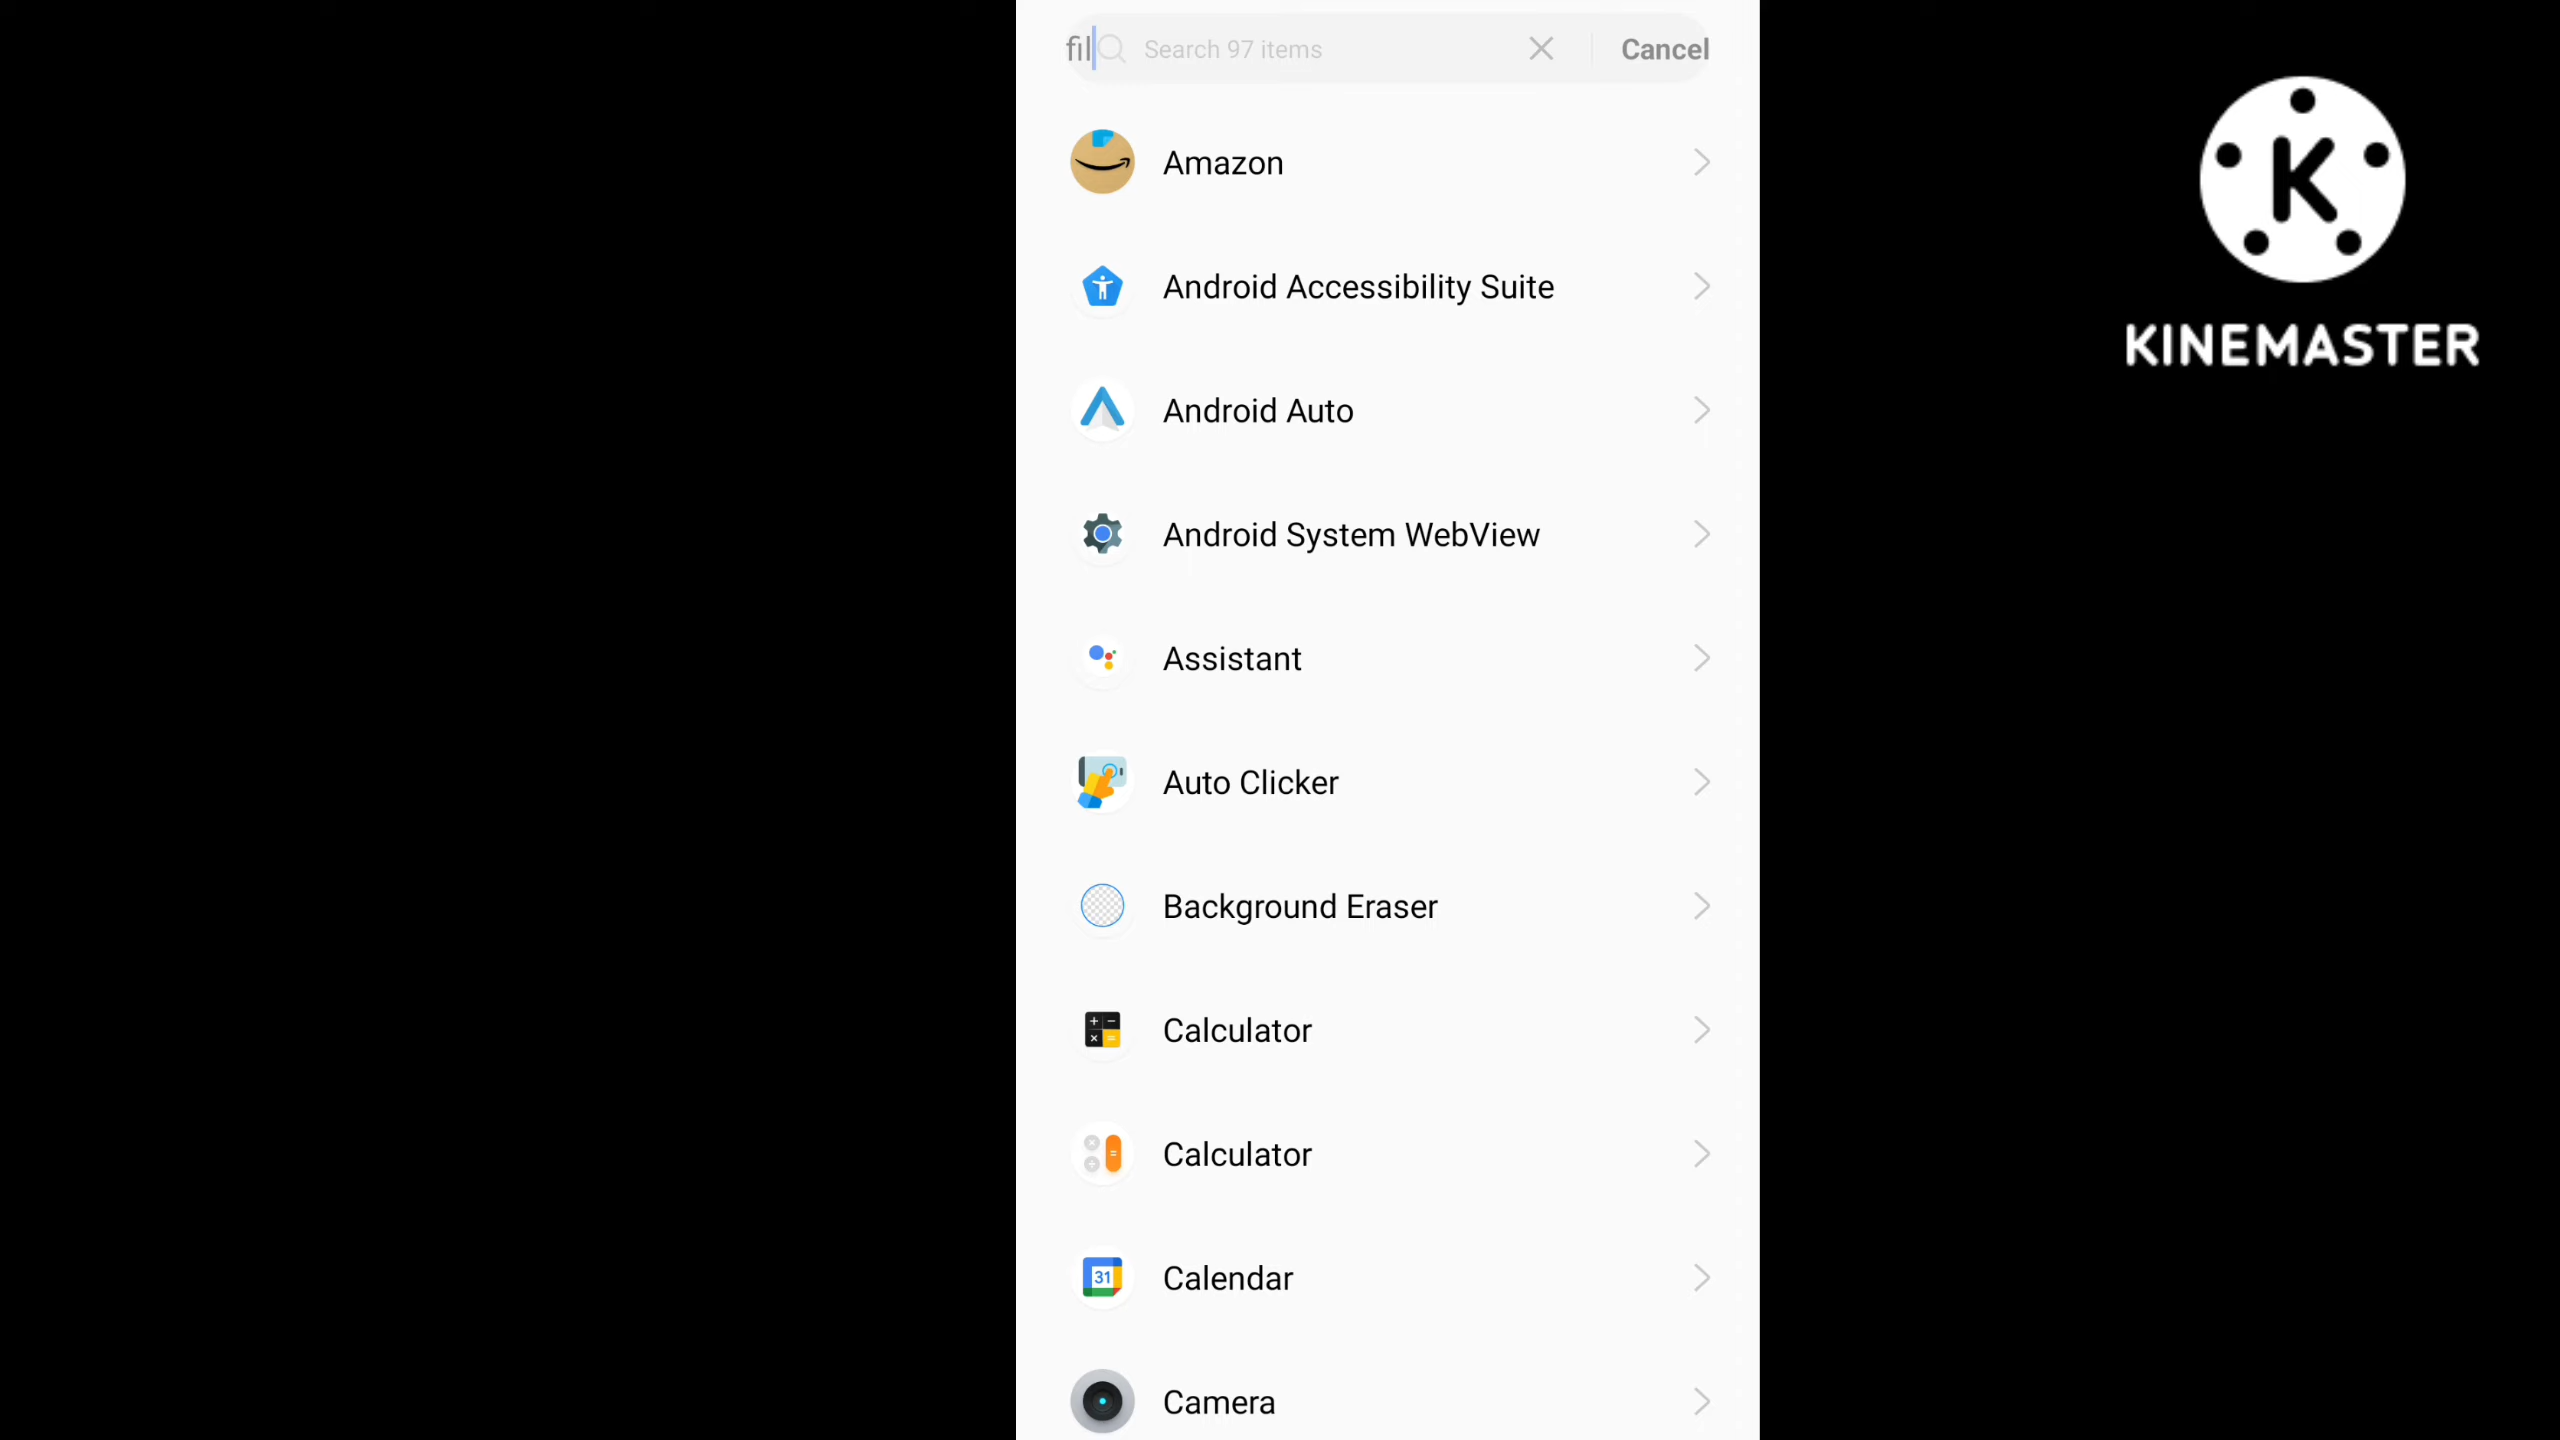 fil Search 97 items Cancel
Amazon
Android Accessibility Suite
Android Auto
Android System WebView
Assistant
Auto Clicker
Background Eraser
Calculator
Calculator
31 Calendar
Camera
K
KINEMASTER